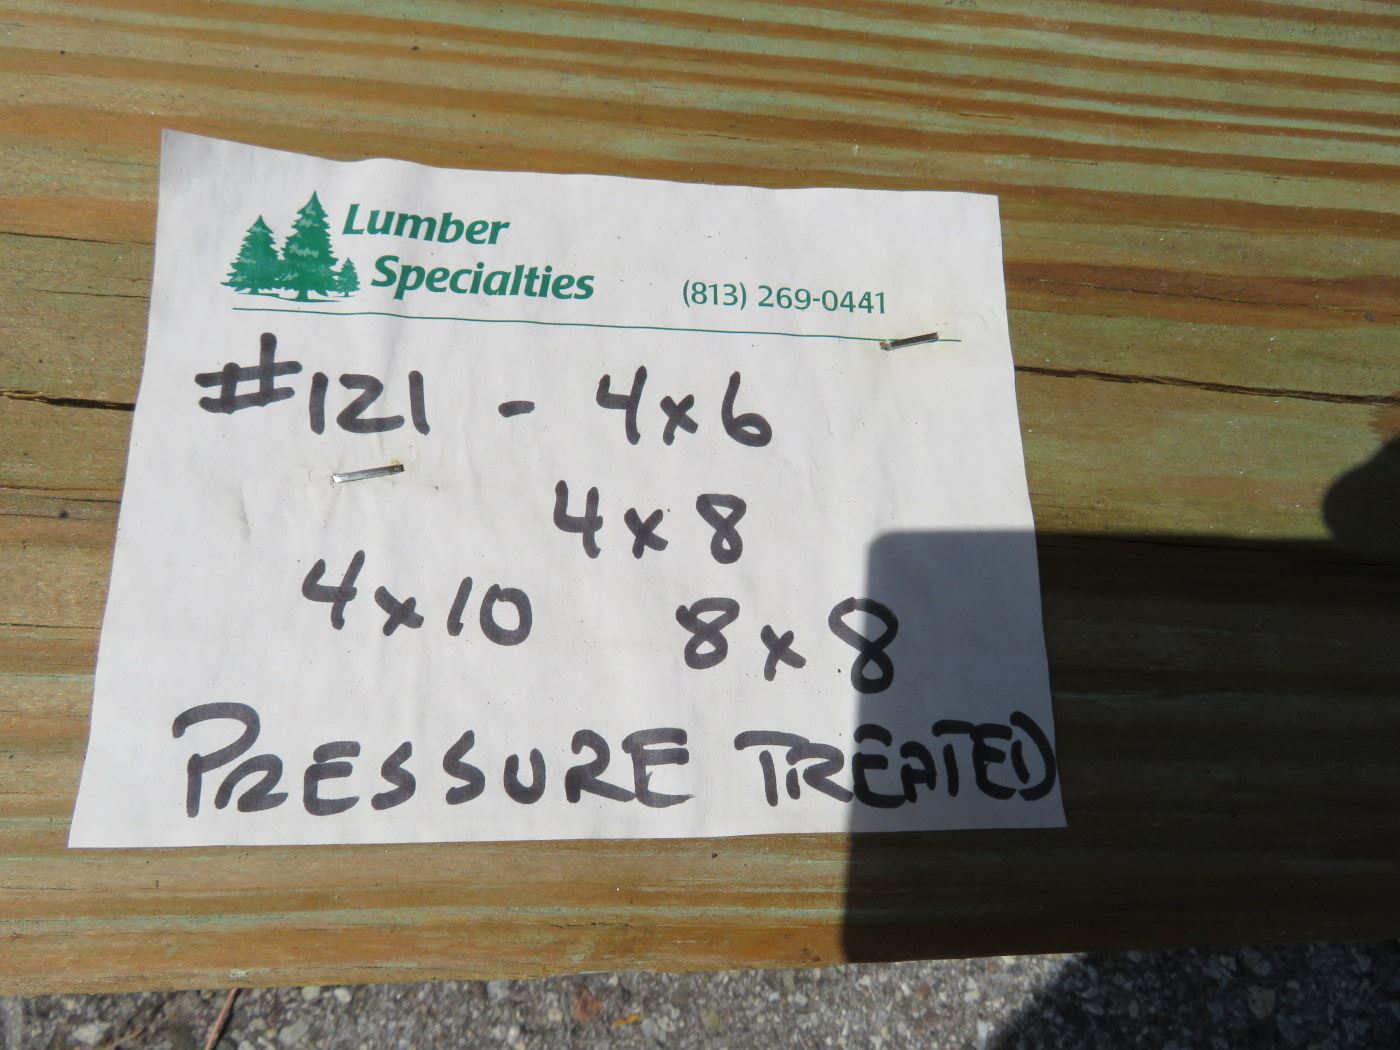 Lumber
Specialties
(813) 269-0441
#121 - 4x6
4x8
4x10 8x8
PRESSURE TREATED